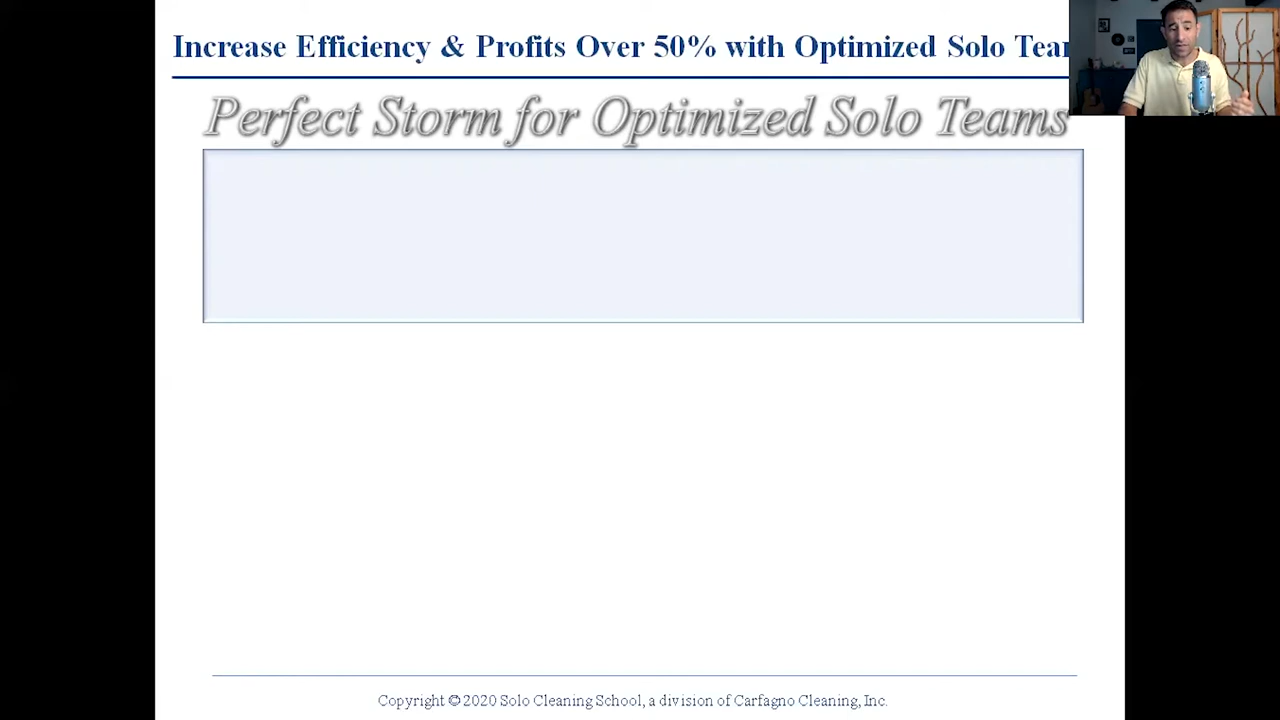 Increase Efficiency & Profits Over 50% with Optimized Solo
Perfect Storm for Optimized Solo Teams
Copyright © 2020 Solo Cleaning School, a division of Carfagno Cleaning, Inc.